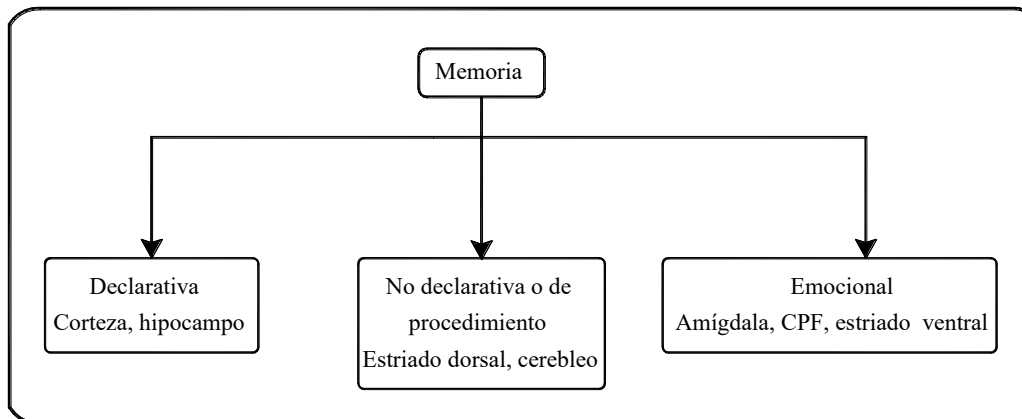 Memoria
Declarativa
Corteza, hipocampo
No declarativa o de
procedimiento
Estriado dorsal, cerebleo
Emocional
Amígdala, CPF, estriado ventral